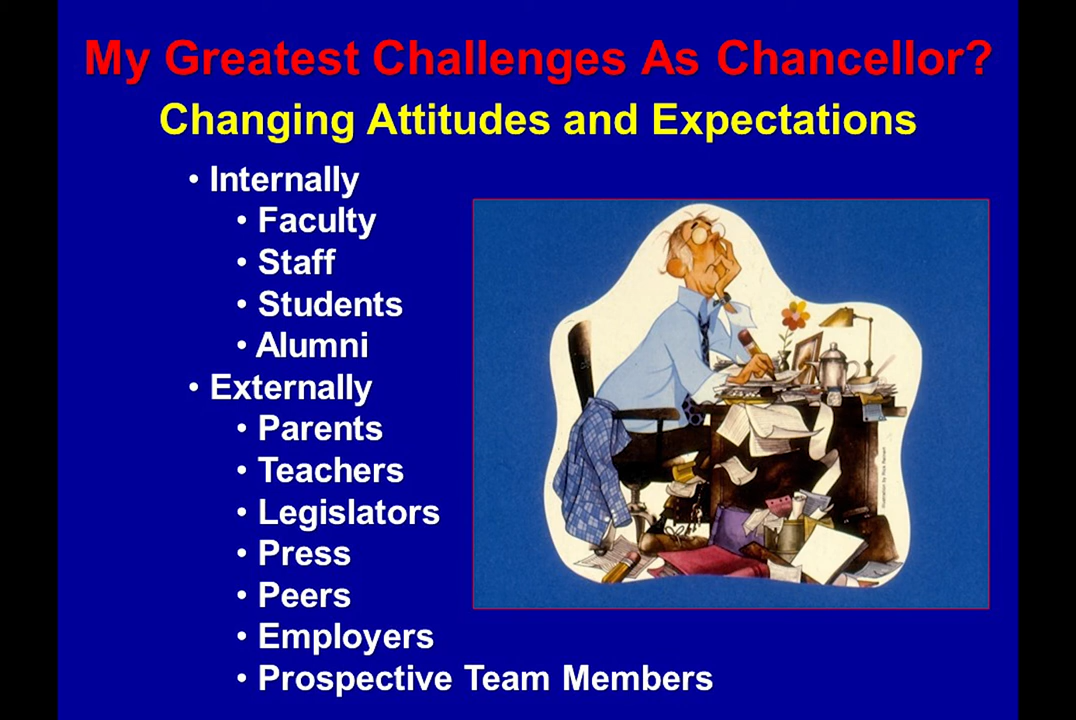 My Greatest Challenges As Chancellor?
Changing Attitudes and Expectations
• Internally
• Faculty
• Staff
• Students
• Alumni
• Externally
• Parents
• Teachers
• Legislators
• Press
• Peers
• Employers
• Prospective Team Members